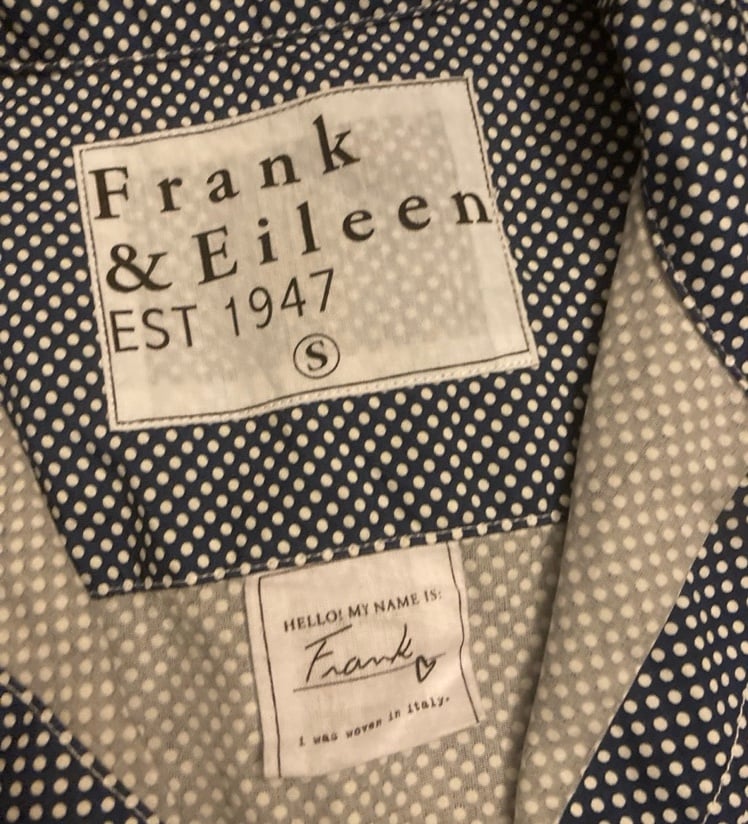 Frank
& Eileen
EST 1947
S
HELLO! MY NAME IS:
Frank
i was woven in italy.